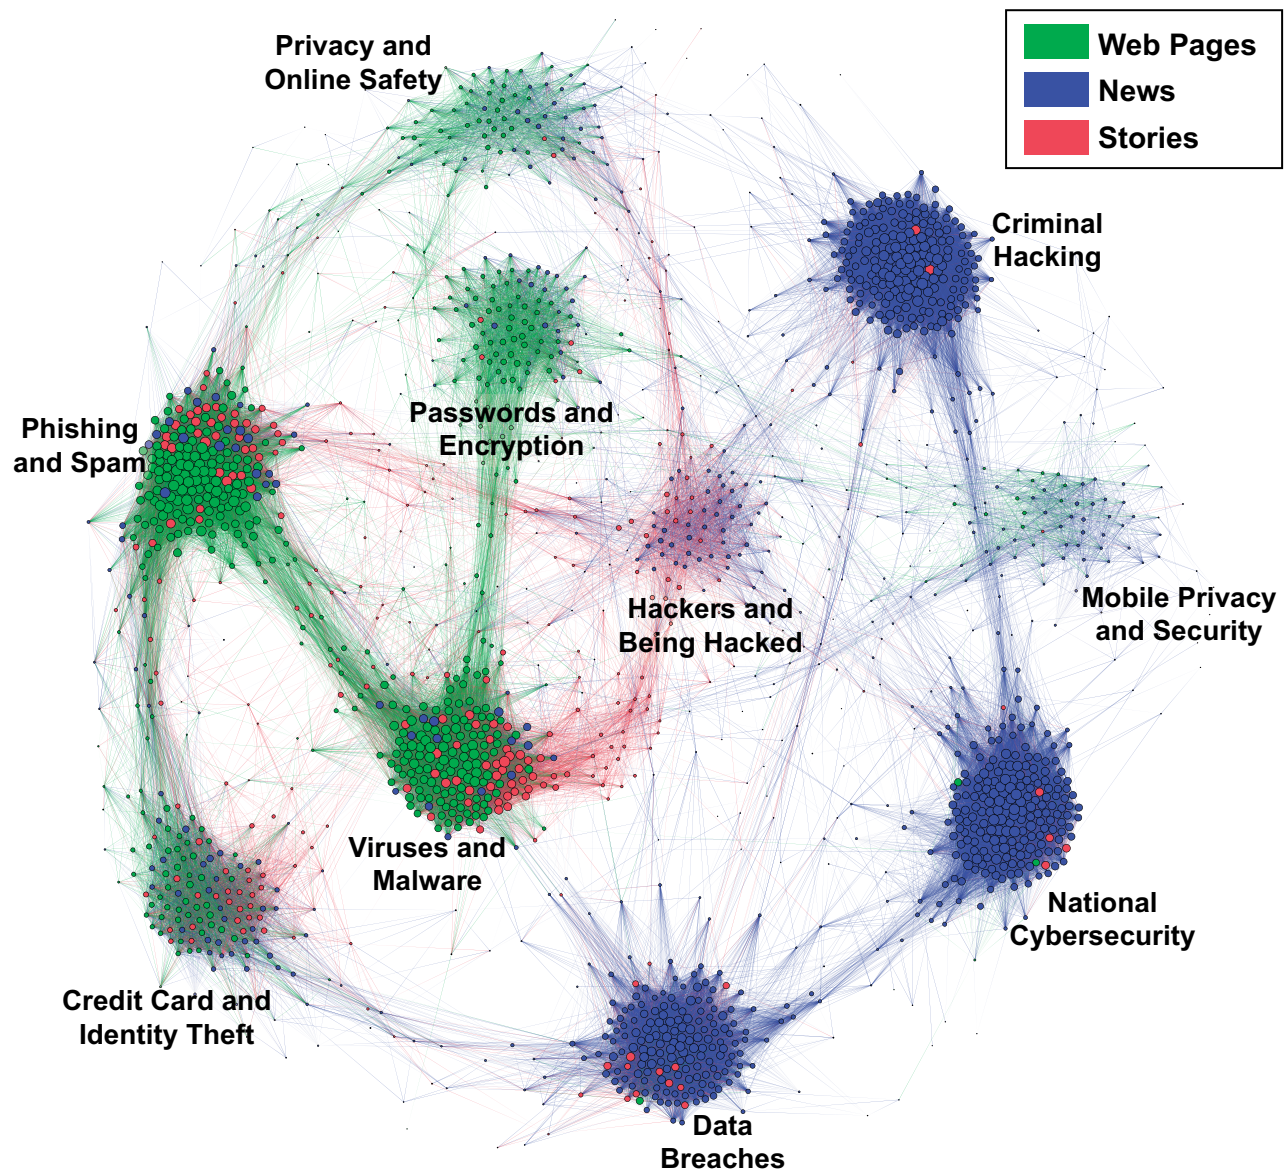 Privacy and
Online Safety
Web Pages
News
Stories
Criminal
Hacking
Phishing
and Spam
Passwords and
Encryption
Hackers and
Being Hacked
Mobile Privacy
and Security
Viruses and
Malware
National
Cybersecurity
Credit Card and
Identity Theft
Data
Breaches